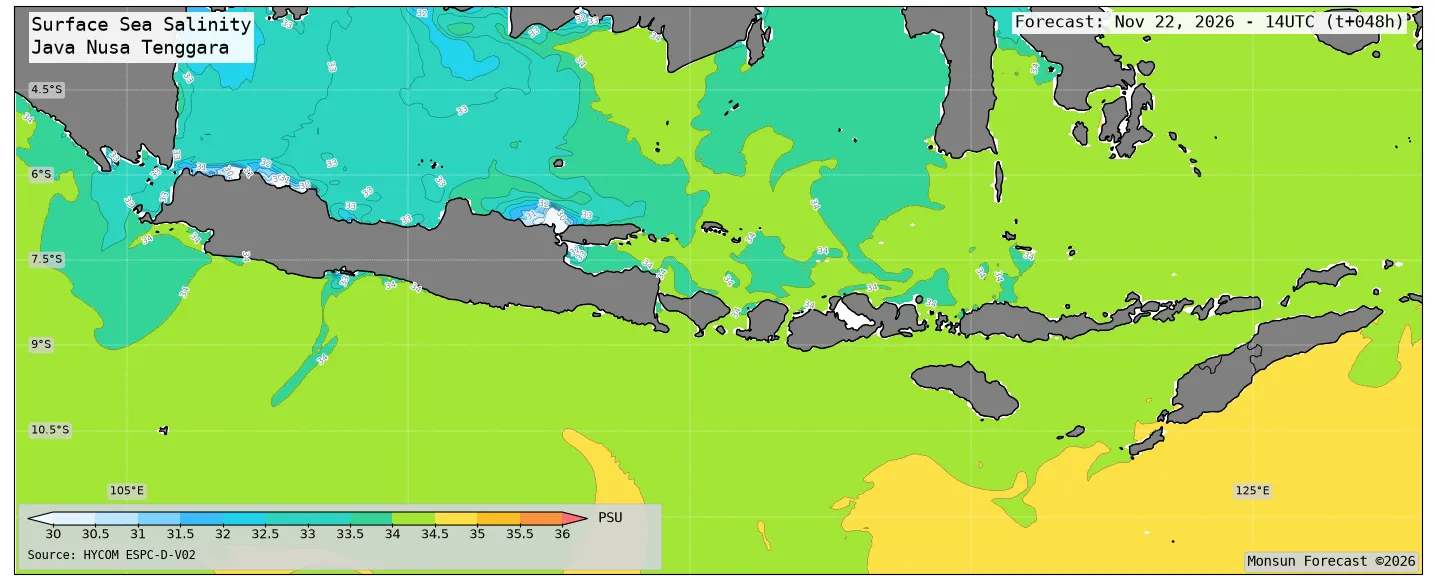 Surface Sea Salinity
Java Nusa Tenggara
Forecast: Nov 22, 2026 - 14UTC (t+048h)
4.5°S
6°S
7.5°S
9°S
10.5°S
105°E
125°E
30 30.5 31 31.5 32 32.5 33 33.5 34 34.5 35 35.5 36
PSU
Source: HYCOM ESPC-D-V02
Monsun Forecast ©2026